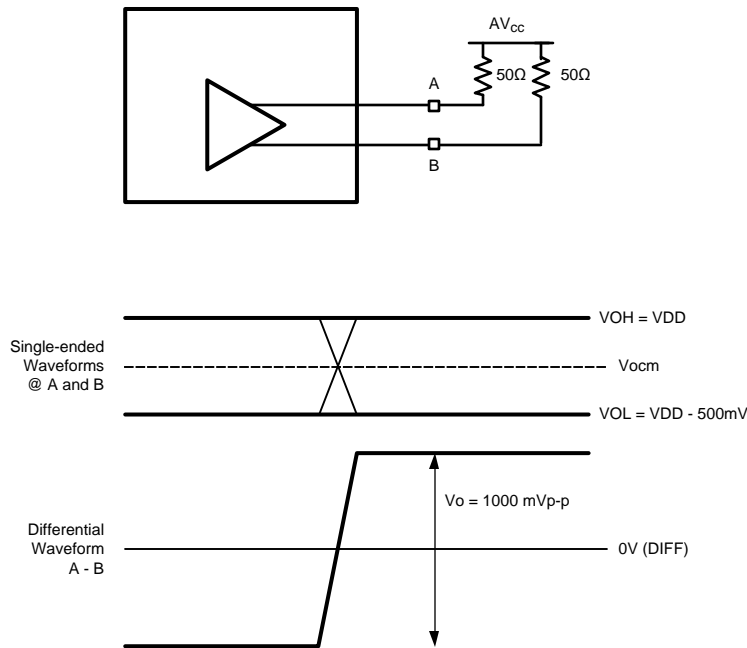 AVcc
50Ω
50Ω
A
B
VOH = VDD
Single-ended
Waveforms
@ A and B
Vocm
VOL = VDD - 500mV
Vo = 1000 mVp-p
Differential
Waveform
A - B
0V (DIFF)